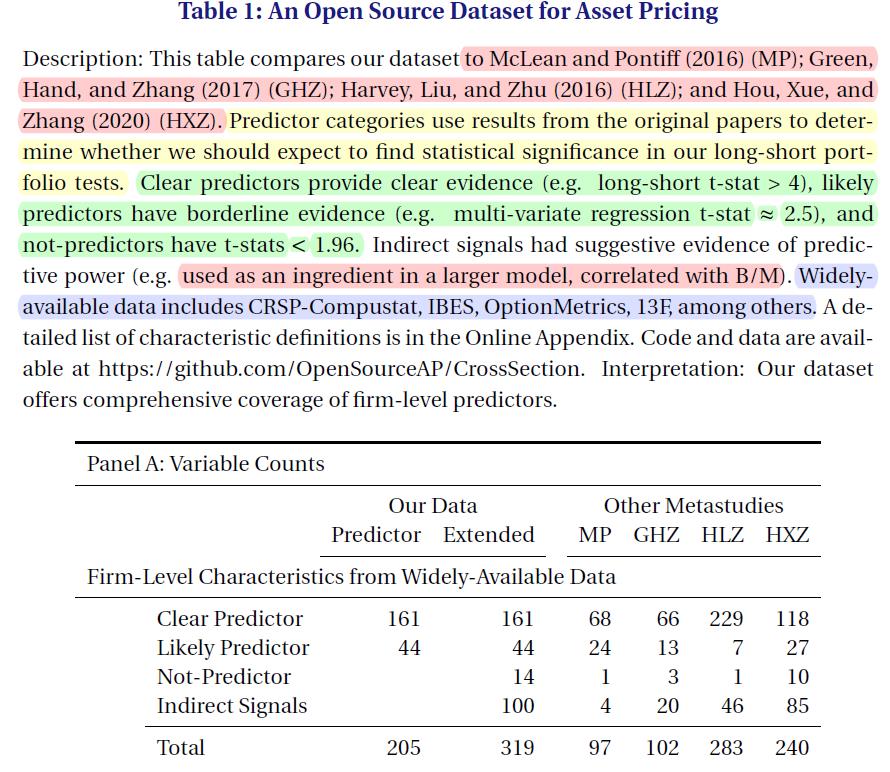 Table 1: An Open Source Dataset for Asset Pricing
Description: This table compares our dataset to McLean and Pontiff (2016) (MP); Green,
Hand, and Zhang (2017) (GHZ); Harvey, Liu, and Zhu (2016) (HLZ); and Hou, Xue, and
Zhang (2020) (HXZ). Predictor categories use results from the original papers to deter-
mine whether we should expect to find statistical significance in our long-short port-
folio tests. Clear predictors provide clear evidence (e.g. long-short t-stat > 4), likely
predictors have borderline evidence (e.g. multi-variate regression t-stat ≈ 2.5), and
not-predictors have t-stats < 1.96. Indirect signals had suggestive evidence of predic-
tive power (e.g. used as an ingredient in a larger model, correlated with B/M). Widely-
available data includes CRSP-Compustat, IBES, OptionMetrics, 13F, among others. A de-
tailed list of characteristic definitions is in the Online Appendix. Code and data are avail-
able at https://github.com/OpenSourceAP/CrossSection. Interpretation: Our dataset
offers comprehensive coverage of firm-level predictors.
Panel A: Variable Counts
Our Data Other Metastudies
Predictor Extended MP GHZ HLZ HXZ
Firm-Level Characteristics from Widely-Available Data
Clear Predictor 161 161 68 66 229 118
Likely Predictor 44 44 24 13 7 27
Not-Predictor 14 1 3 1 10
Indirect Signals 100 4 20 46 85
Total 205 319 97 102 283 240